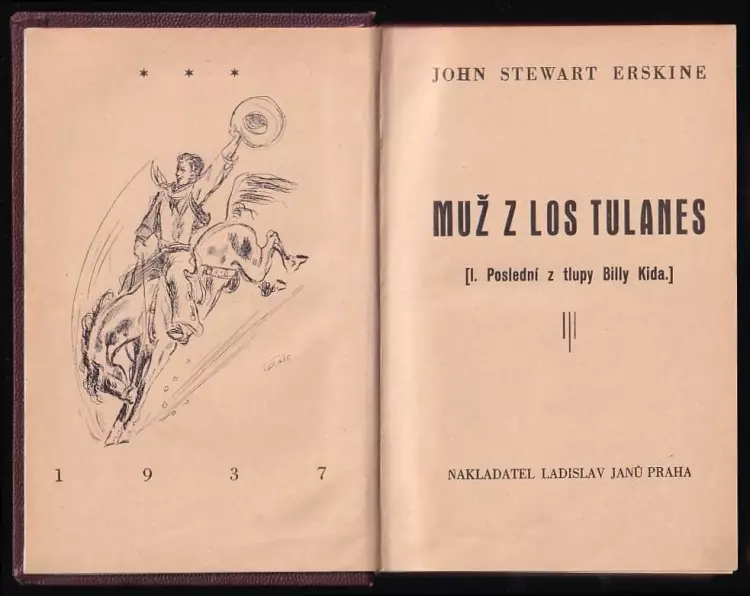 * * *
1 9 3 7
JOHN STEWART ERSKINE
MUŽ Z LOS TULANES
[I. Poslední z tlupy Billy Kida.]
NAKLADATEL LADISLAV JANŮ PRAHA